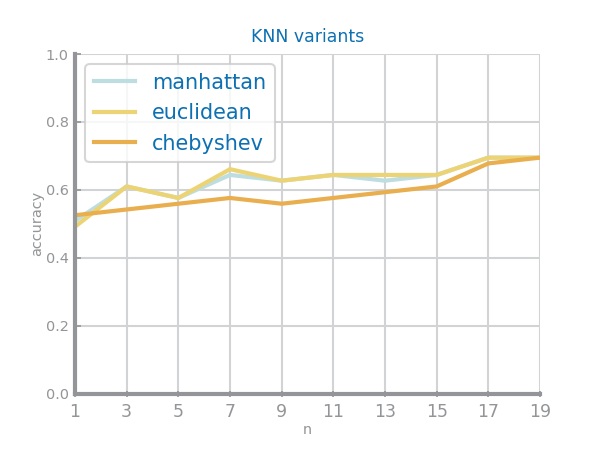 KNN variants
1.0
0.8
0.6
0.4
0.2
0.0
accuracy
manhattan
euclidean
chebyshev
1 3 5 7 9 11 13 15 17 19
n